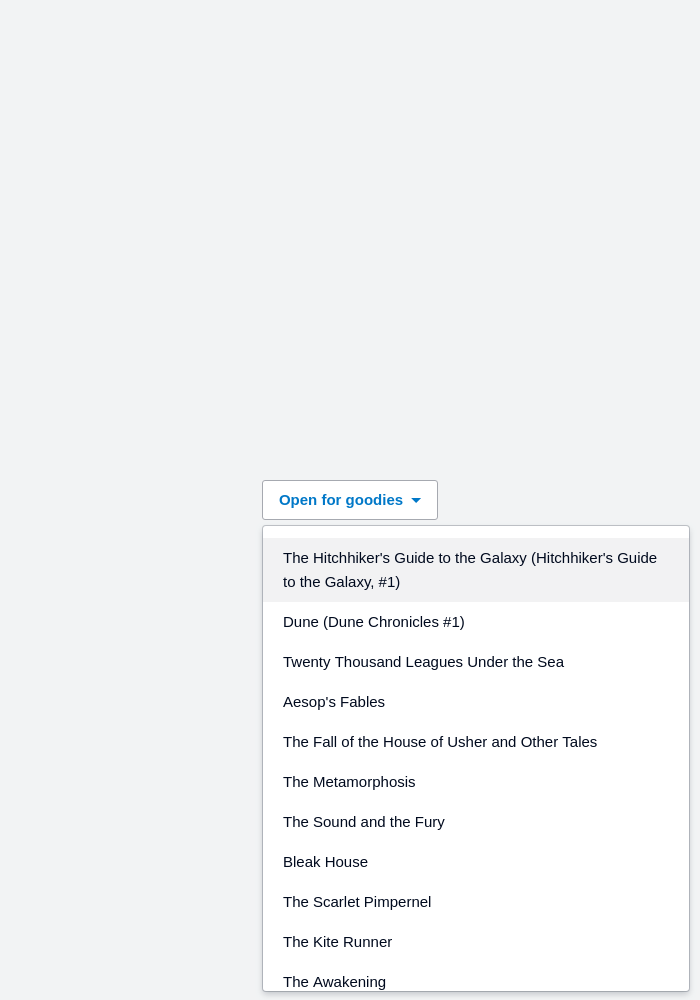 Open for goodies
The Hitchhiker's Guide to the Galaxy (Hitchhiker's Guide
to the Galaxy, #1)
Dune (Dune Chronicles #1)
Twenty Thousand Leagues Under the Sea
Aesop's Fables
The Fall of the House of Usher and Other Tales
The Metamorphosis
The Sound and the Fury
Bleak House
The Scarlet Pimpernel
The Kite Runner
The Awakening